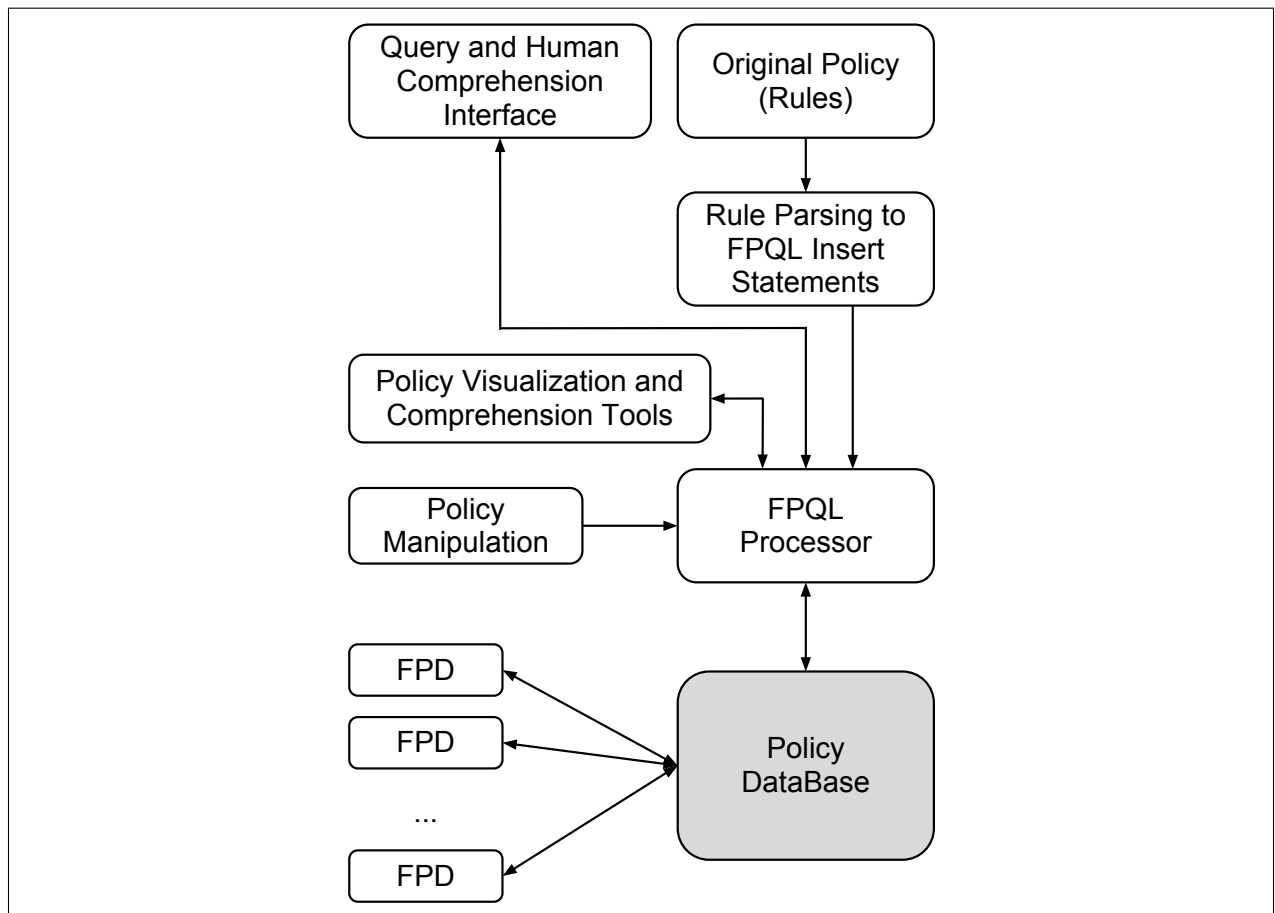 Query and Human
Comprehension
Interface
Original Policy
(Rules)
Rule Parsing to
FPQL Insert
Statements
Policy Visualization and
Comprehension Tools
Policy
Manipulation
FPQL
Processor
FPD
FPD
...
FPD
Policy
DataBase